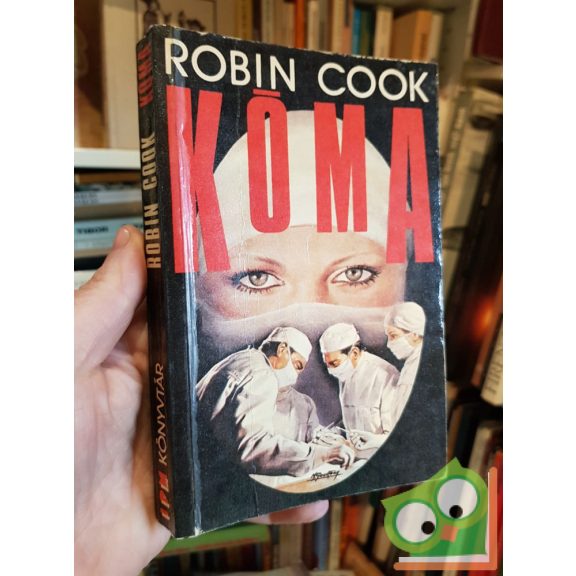 ROBIN COOK
KÓMA
ROBIN COOK KÓMA
IPM KÖNYVTÁR